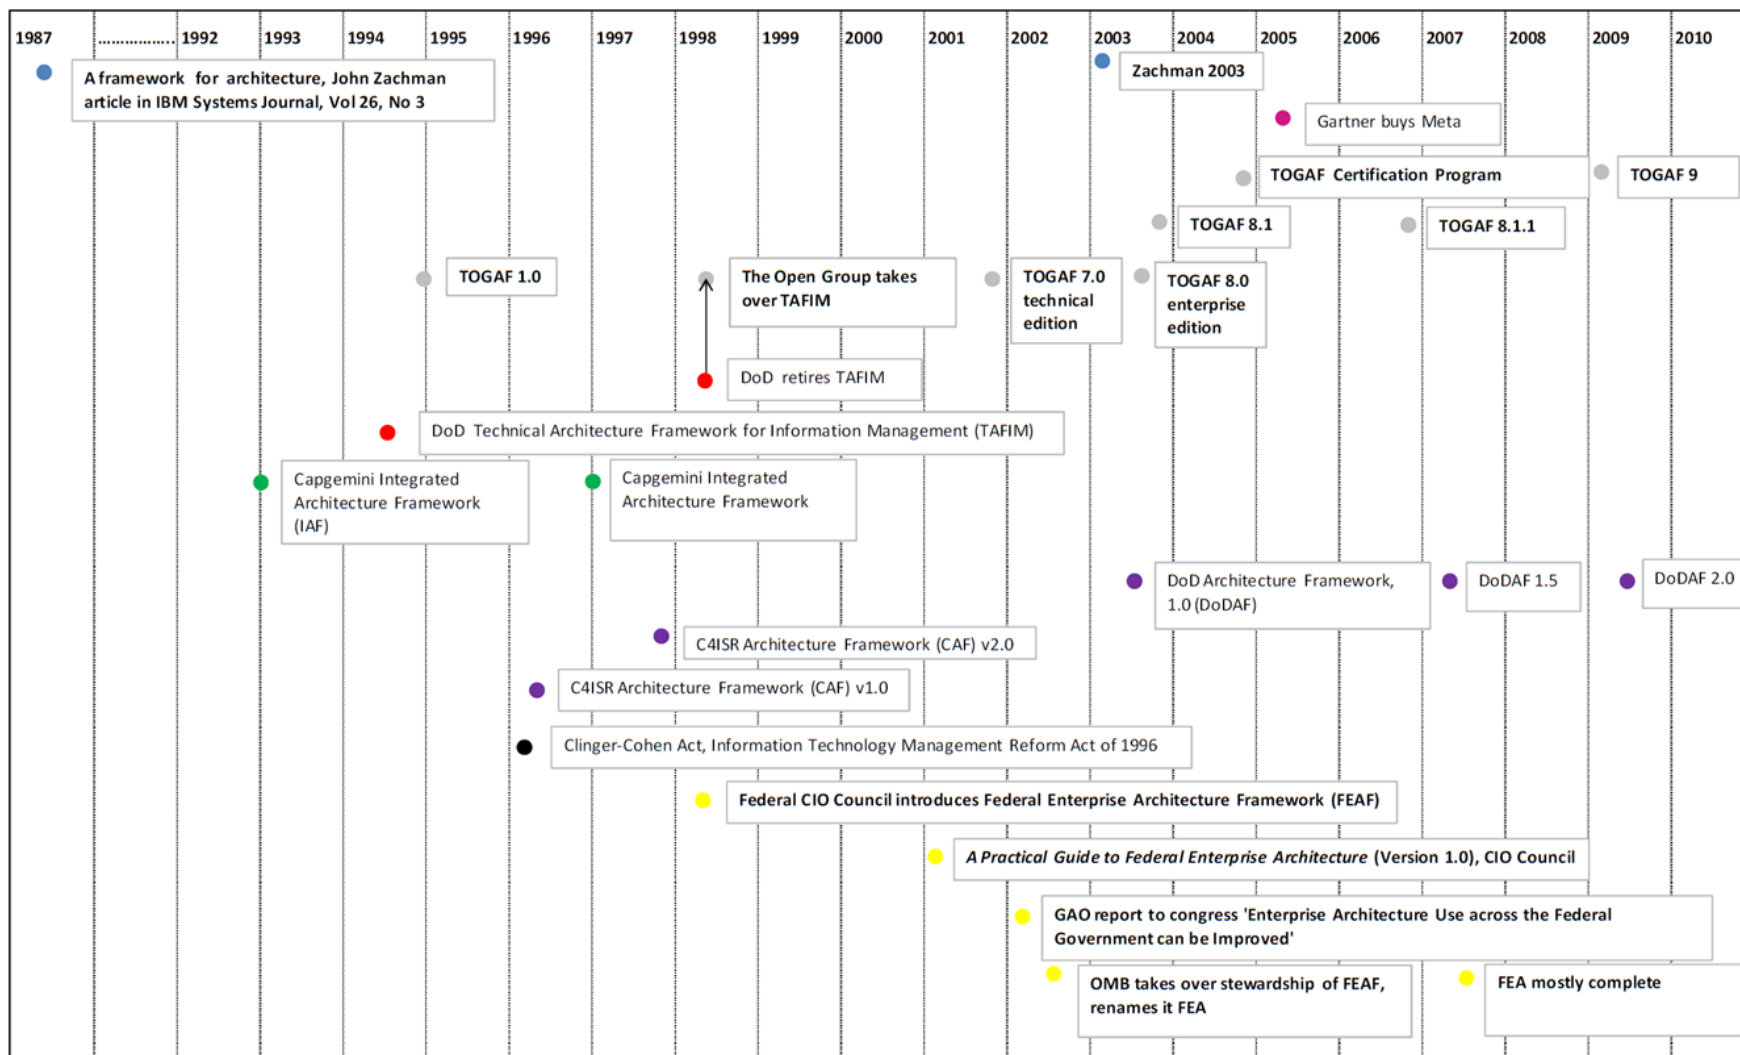 1987 ................ 1992 1993 1994 1995 1996 1997 1998 1999 2000 2001 2002 2003 2004 2005 2006 2007 2008 2009 2010
A framework for architecture, John Zachman
article in IBM Systems Journal, Vol 26, No 3
Zachman 2003
Gartner buys Meta
TOGAF Certification Program
TOGAF 9
TOGAF 8.1
TOGAF 8.1.1
TOGAF 1.0
The Open Group takes
over TAFIM
TOGAF 7.0
technical
edition
TOGAF 8.0
enterprise
edition
DoD retires TAFIM
DoD Technical Architecture Framework for Information Management (TAFIM)
Capgemini Integrated
Architecture Framework
(IAF)
Capgemini Integrated
Architecture Framework
DoD Architecture Framework,
1.0 (DoDAF)
DoDAF 1.5
DoDAF 2.0
C4ISR Architecture Framework (CAF) v2.0
C4ISR Architecture Framework (CAF) v1.0
Clinger-Cohen Act, Information Technology Management Reform Act of 1996
Federal CIO Council introduces Federal Enterprise Architecture Framework (FEAF)
A Practical Guide to Federal Enterprise Architecture (Version 1.0), CIO Council
GAO report to congress 'Enterprise Architecture Use across the Federal
Government can be Improved'
OMB takes over stewardship of FEAF,
renames it FEA
FEA mostly complete